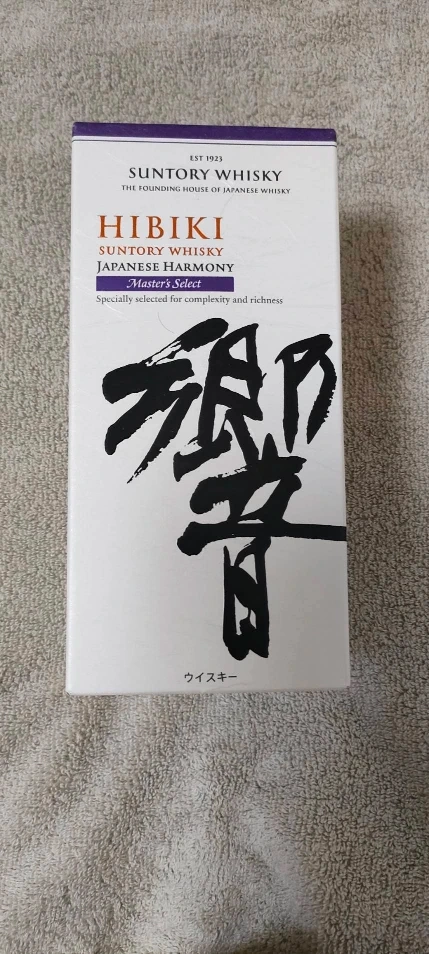 EST 1923
SUNTORY WHISKY
THE FOUNDING HOUSE OF JAPANESE WHISKY
HIBIKI
SUNTORY WHISKY
JAPANESE HARMONY
Master's Select
Specially selected for complexity and richness
響
ウイスキー